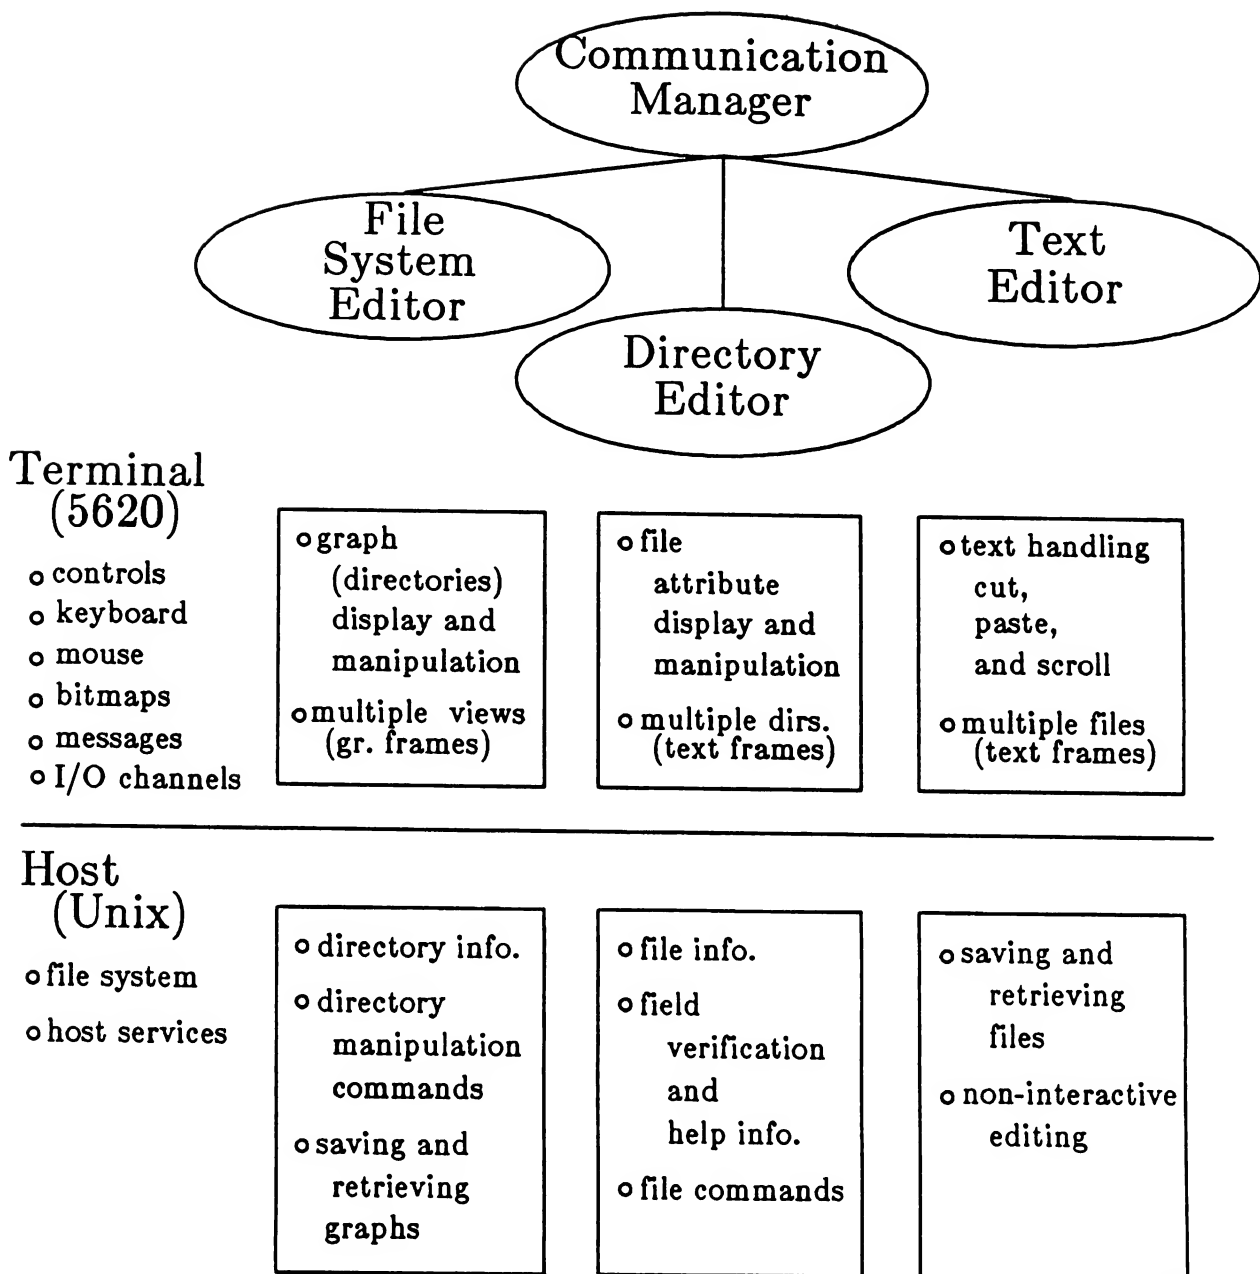 Communication
Manager
File
System
Editor
Text
Editor
Directory
Editor
Terminal
(5620)
o controls
o keyboard
o mouse
o bitmaps
o messages
o I/O channels
o graph
(directories)
display and
manipulation
o multiple views
(gr. frames)
o file
attribute
display and
manipulation
o multiple dirs.
(text frames)
o text handling
cut,
paste,
and scroll
o multiple files
(text frames)
Host
(Unix)
o file system
o host services
o directory info.
o directory
manipulation
commands
o saving and
retrieving
graphs
o file info.
o field
verification
and
help info.
o file commands
o saving and
retrieving
files
o non-interactive
editing